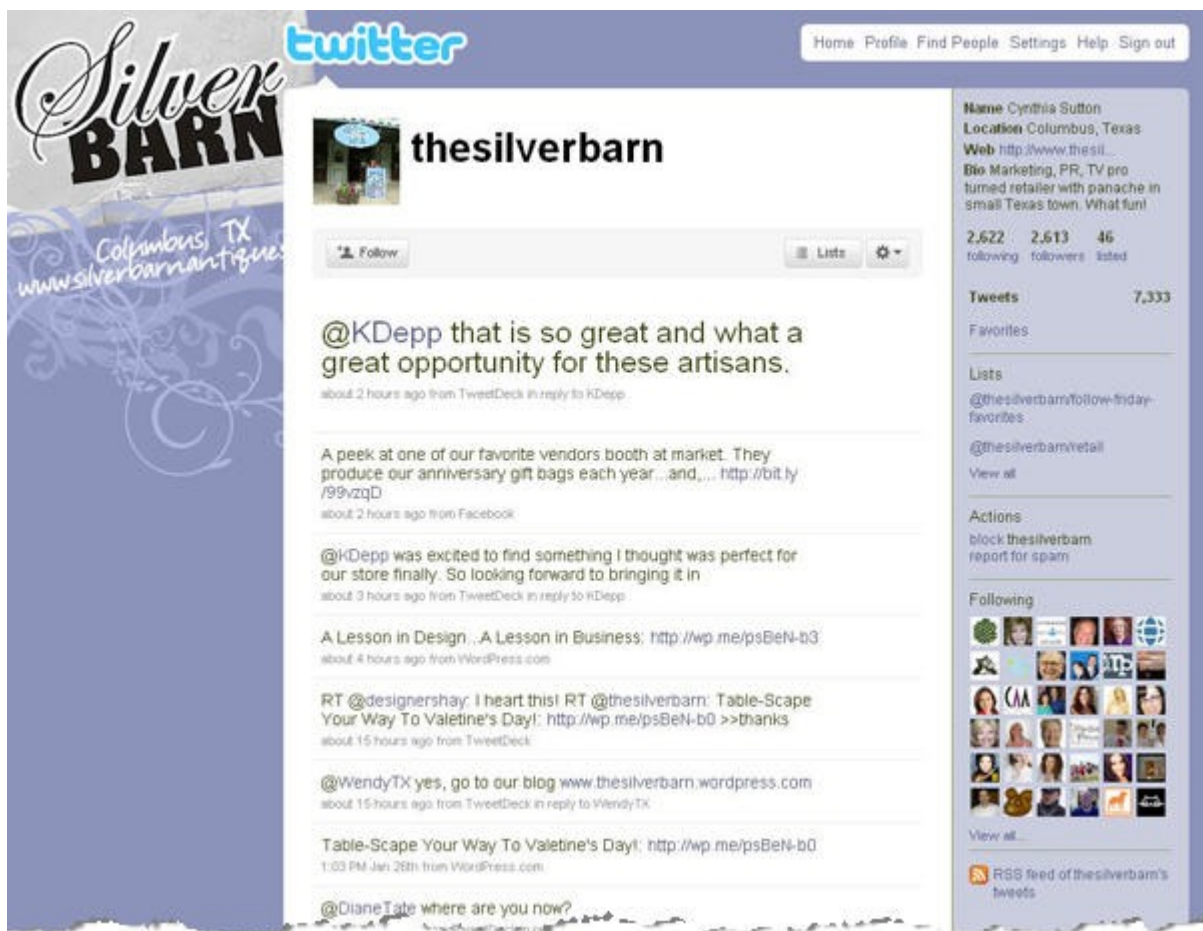 Silver
BARN
Columbus, TX
www.silverbarnantiques
twitter
Home Profile Find People Settings Help Sign out
thesilverbarn
Follow
Lists
@KDepp that is so great and what a
great opportunity for these artisans.
about 2 hours ago from TweetDeck in reply to KDepp
A peek at one of our favorite vendors booth at market. They
produce our anniversary gift bags each year...and,... http://bit.ly
/99vzqD
about 2 hours ago from Facebook
@KDepp was excited to find something I thought was perfect for
our store finally. So looking forward to bringing it in
about 3 hours ago from TweetDeck in reply to KDepp
A Lesson in Design...A Lesson in Business: http://wp.me/psBeN-b3
about 4 hours ago from WordPress.com
RT @designershay: I heart this! RT @thesilverbarn: Table-Scape
Your Way To Valetine's Day!: http://wp.me/psBeN-b0 >>thanks
about 15 hours ago from TweetDeck
@WendyTX yes, go to our blog www.thesilverbarn.wordpress.com
about 15 hours ago from TweetDeck in reply to WendyTX
Table-Scape Your Way To Valetine's Day!: http://wp.me/psBeN-b0
1:03 PM Jan 28th from WordPress.com
@DianeTate where are you now?
Name Cynthia Sutton
Location Columbus, Texas
Web http://www.thesil...
Bio Marketing, PR, TV pro
turned retailer with panache in
small Texas town. What fun!
2,622 2,613 46
following followers listed
Tweets 7,333
Favorites
Lists
@thesilverbarn/follow-friday-
favorites
@thesilverbarn/retail
View all
Actions
block thesilverbarn
report for spam
Following
CAA
View all...
RSS feed of thesilverbarn's
tweets